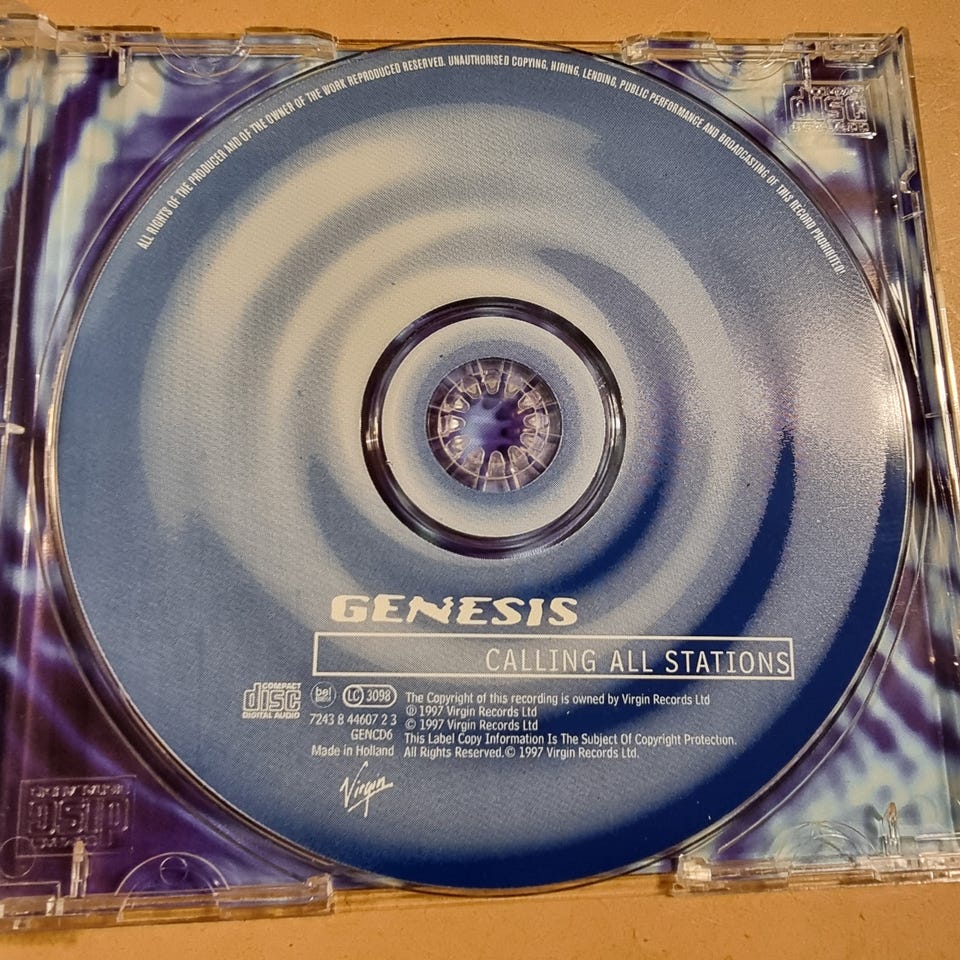 ALL RIGHTS OF THE PRODUCER AND OF THE OWNER OF THE WORK REPRODUCED RESERVED. UNAUTHORISED COPYING, HIRING, LENDING, PUBLIC PERFORMANCE AND BROADCASTING OF THIS RECORD PROHIBITED!
COMPACT
disc
DIGITAL AUDIO
GENESIS
CALLING ALL STATIONS
COMPACT
disc
DIGITAL AUDIO
LC 3098
7243 8 44607 2 3
GENCD6
Made in Holland
The Copyright of this recording is owned by Virgin Records Ltd
℗ 1997 Virgin Records Ltd
© 1997 Virgin Records Ltd
This Label Copy Information Is The Subject Of Copyright Protection.
All Rights Reserved.© 1997 Virgin Records Ltd.
Virgin